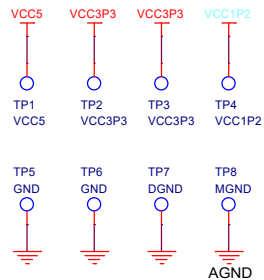 VCC5 VCC3P3 VCC3P3 VCC1P2
TP1 TP2 TP3 TP4
VCC5 VCC3P3 VCC3P3 VCC1P2
TP5 TP6 TP7 TP8
GND GND DGND MGND
AGND